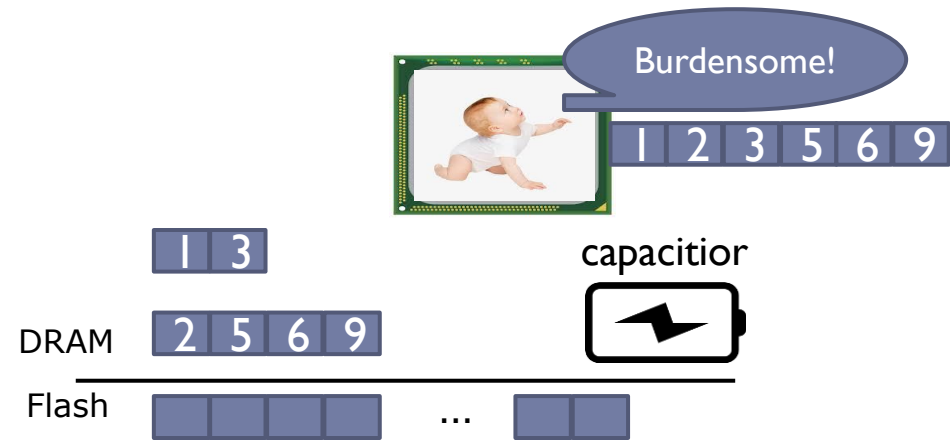 Burdensome!
1 2 3 5 6 9
1 3
capacitior
DRAM 2 5 6 9
Flash ...